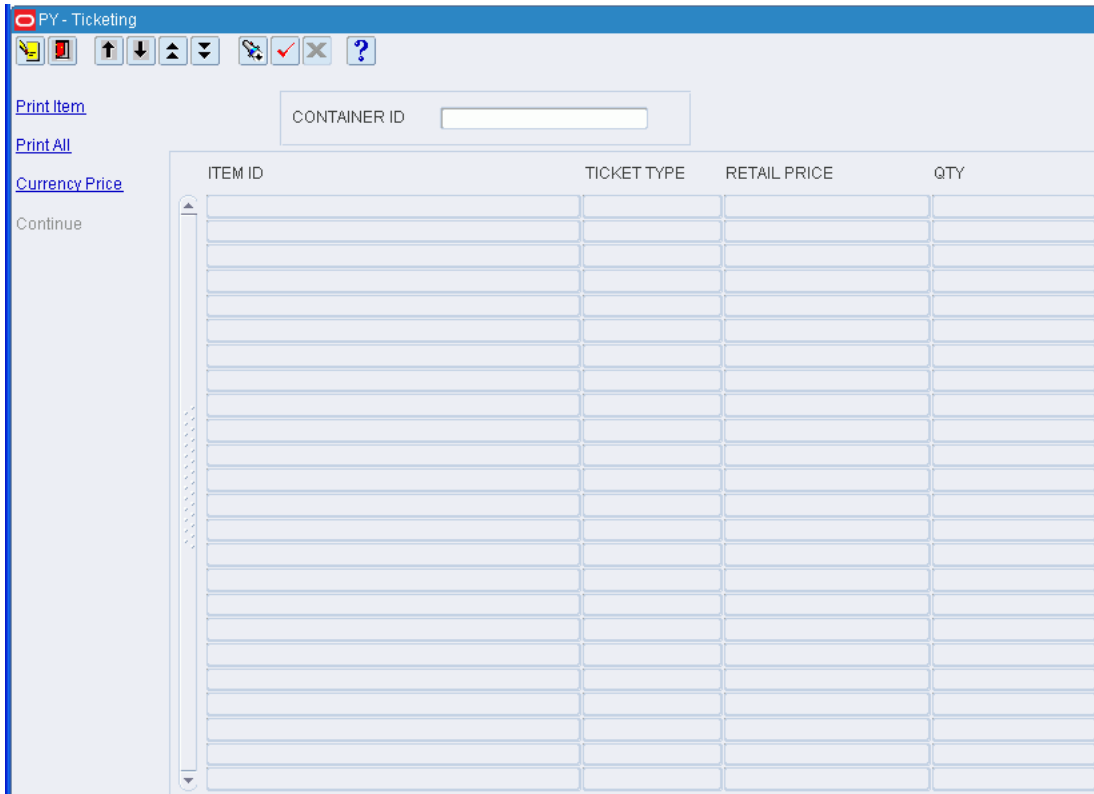 PY - Ticketing
?
Print Item
CONTAINER ID
Print All
ITEM ID TICKET TYPE RETAIL PRICE QTY
Currency Price
Continue